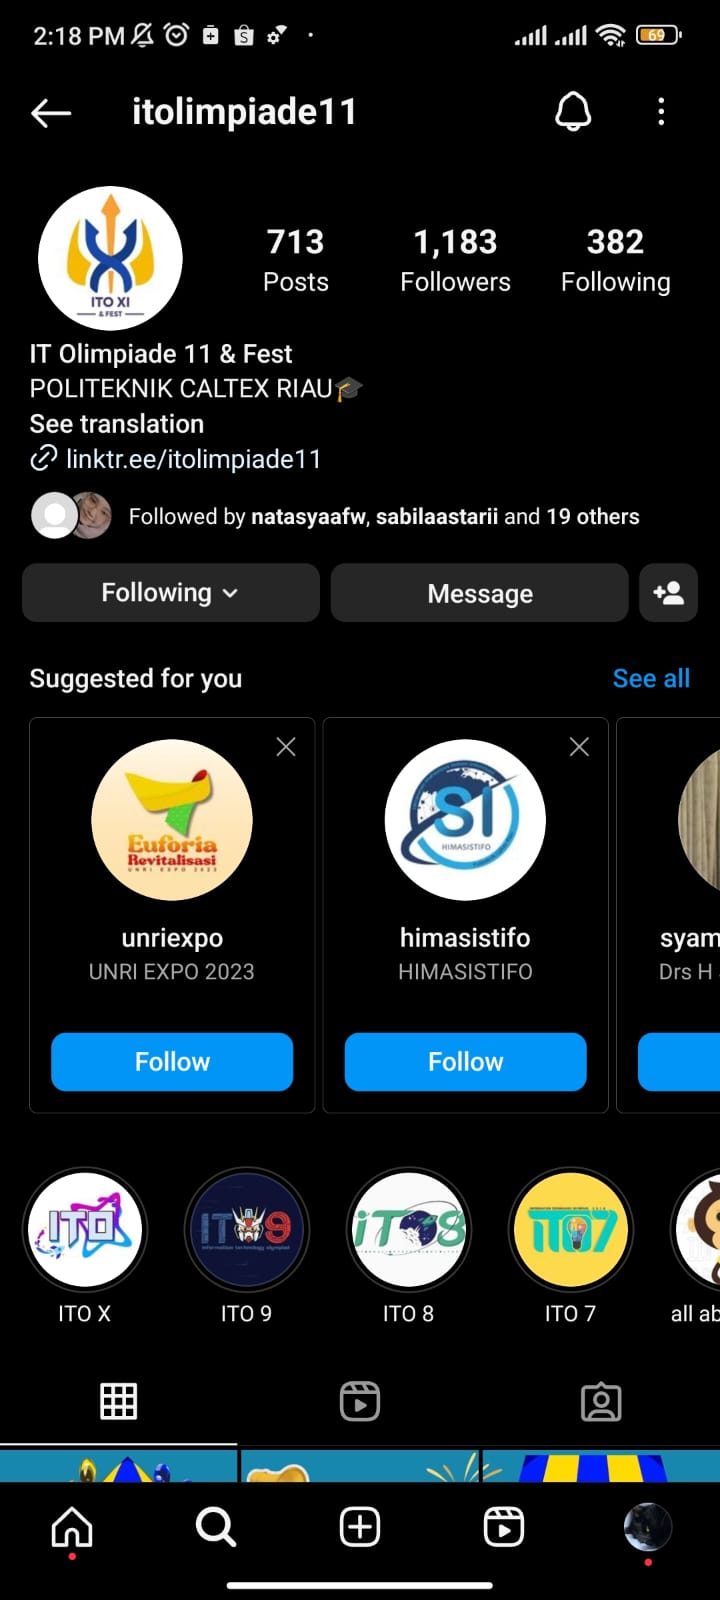 2:18 PM
69
itolimpiade11
ITO XI
& FEST
713
Posts
1,183
Followers
382
Following
IT Olimpiade 11 & Fest
POLITEKNIK CALTEX RIAU🎓
See translation
linktr.ee/itolimpiade11
Followed by natasyaafw, sabilaastarii and 19 others
Following
Message
Suggested for you
See all
Euforia
Revitalisasi
UNRI EXPO 2023
unriexpo
UNRI EXPO 2023
Follow
SI
HIMASISTIFO
himasistifo
HIMASISTIFO
Follow
syam
Drs H
ITO
ITO 9
information technology olympiad
iTO8
ITO7
ITO X
ITO 9
ITO 8
ITO 7
all ab